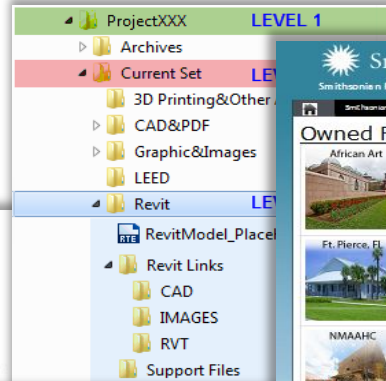 ProjectXXX LEVEL 1
Archives
Current Set
3D Printing&Other
CAD&PDF
Graphic&Images
LEED
Revit
RTE
Revit Links
CAD
IMAGES
RVT
Support Files
Owned
African Art
Ft. Pierce, FL
NMAAHC